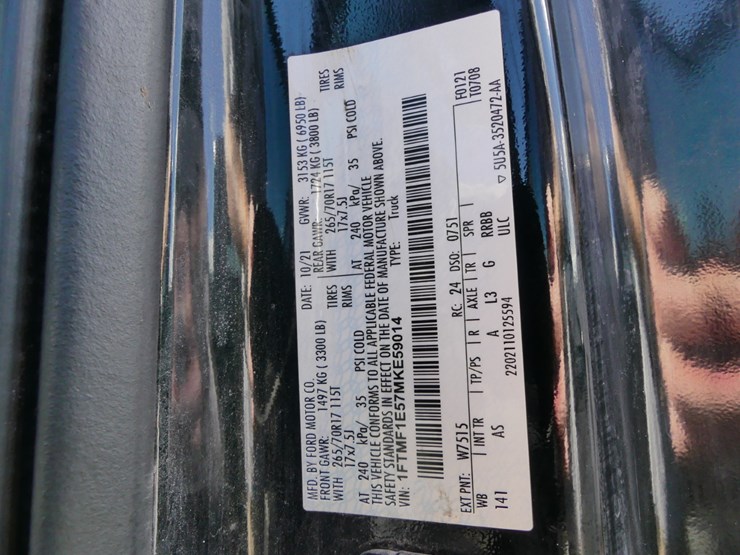 MFD. BY FORD MOTOR CO. DATE: 10/21 GVWR: 3153 KG ( 6950 LB)
FRONT GAWR: 1497 KG ( 3300 LB) REAR GAWR: 1724 KG ( 3800 LB)
WITH 265/70R17 115T TIRES WITH 265/70R17 115T TIRES
17x7.5J RIMS 17x7.5J RIMS
AT 240 kPa/ 35 PSI COLD AT 240 kPa/ 35 PSI COLD
THIS VEHICLE CONFORMS TO ALL APPLICABLE FEDERAL MOTOR VEHICLE
SAFETY STANDARDS IN EFFECT ON THE DATE OF MANUFACTURE SHOWN ABOVE.
VIN: 1FTMF1E57MKE59014 TYPE: Truck
EXT PNT: W7515 RC: 24 DSO: 0751 F0121
WB INTTR TP/PS R AXLE TR SPR T0708
141 AS A L3 G RRBB
2202110125594 ULC
▽ 5U5A-3520472-AA